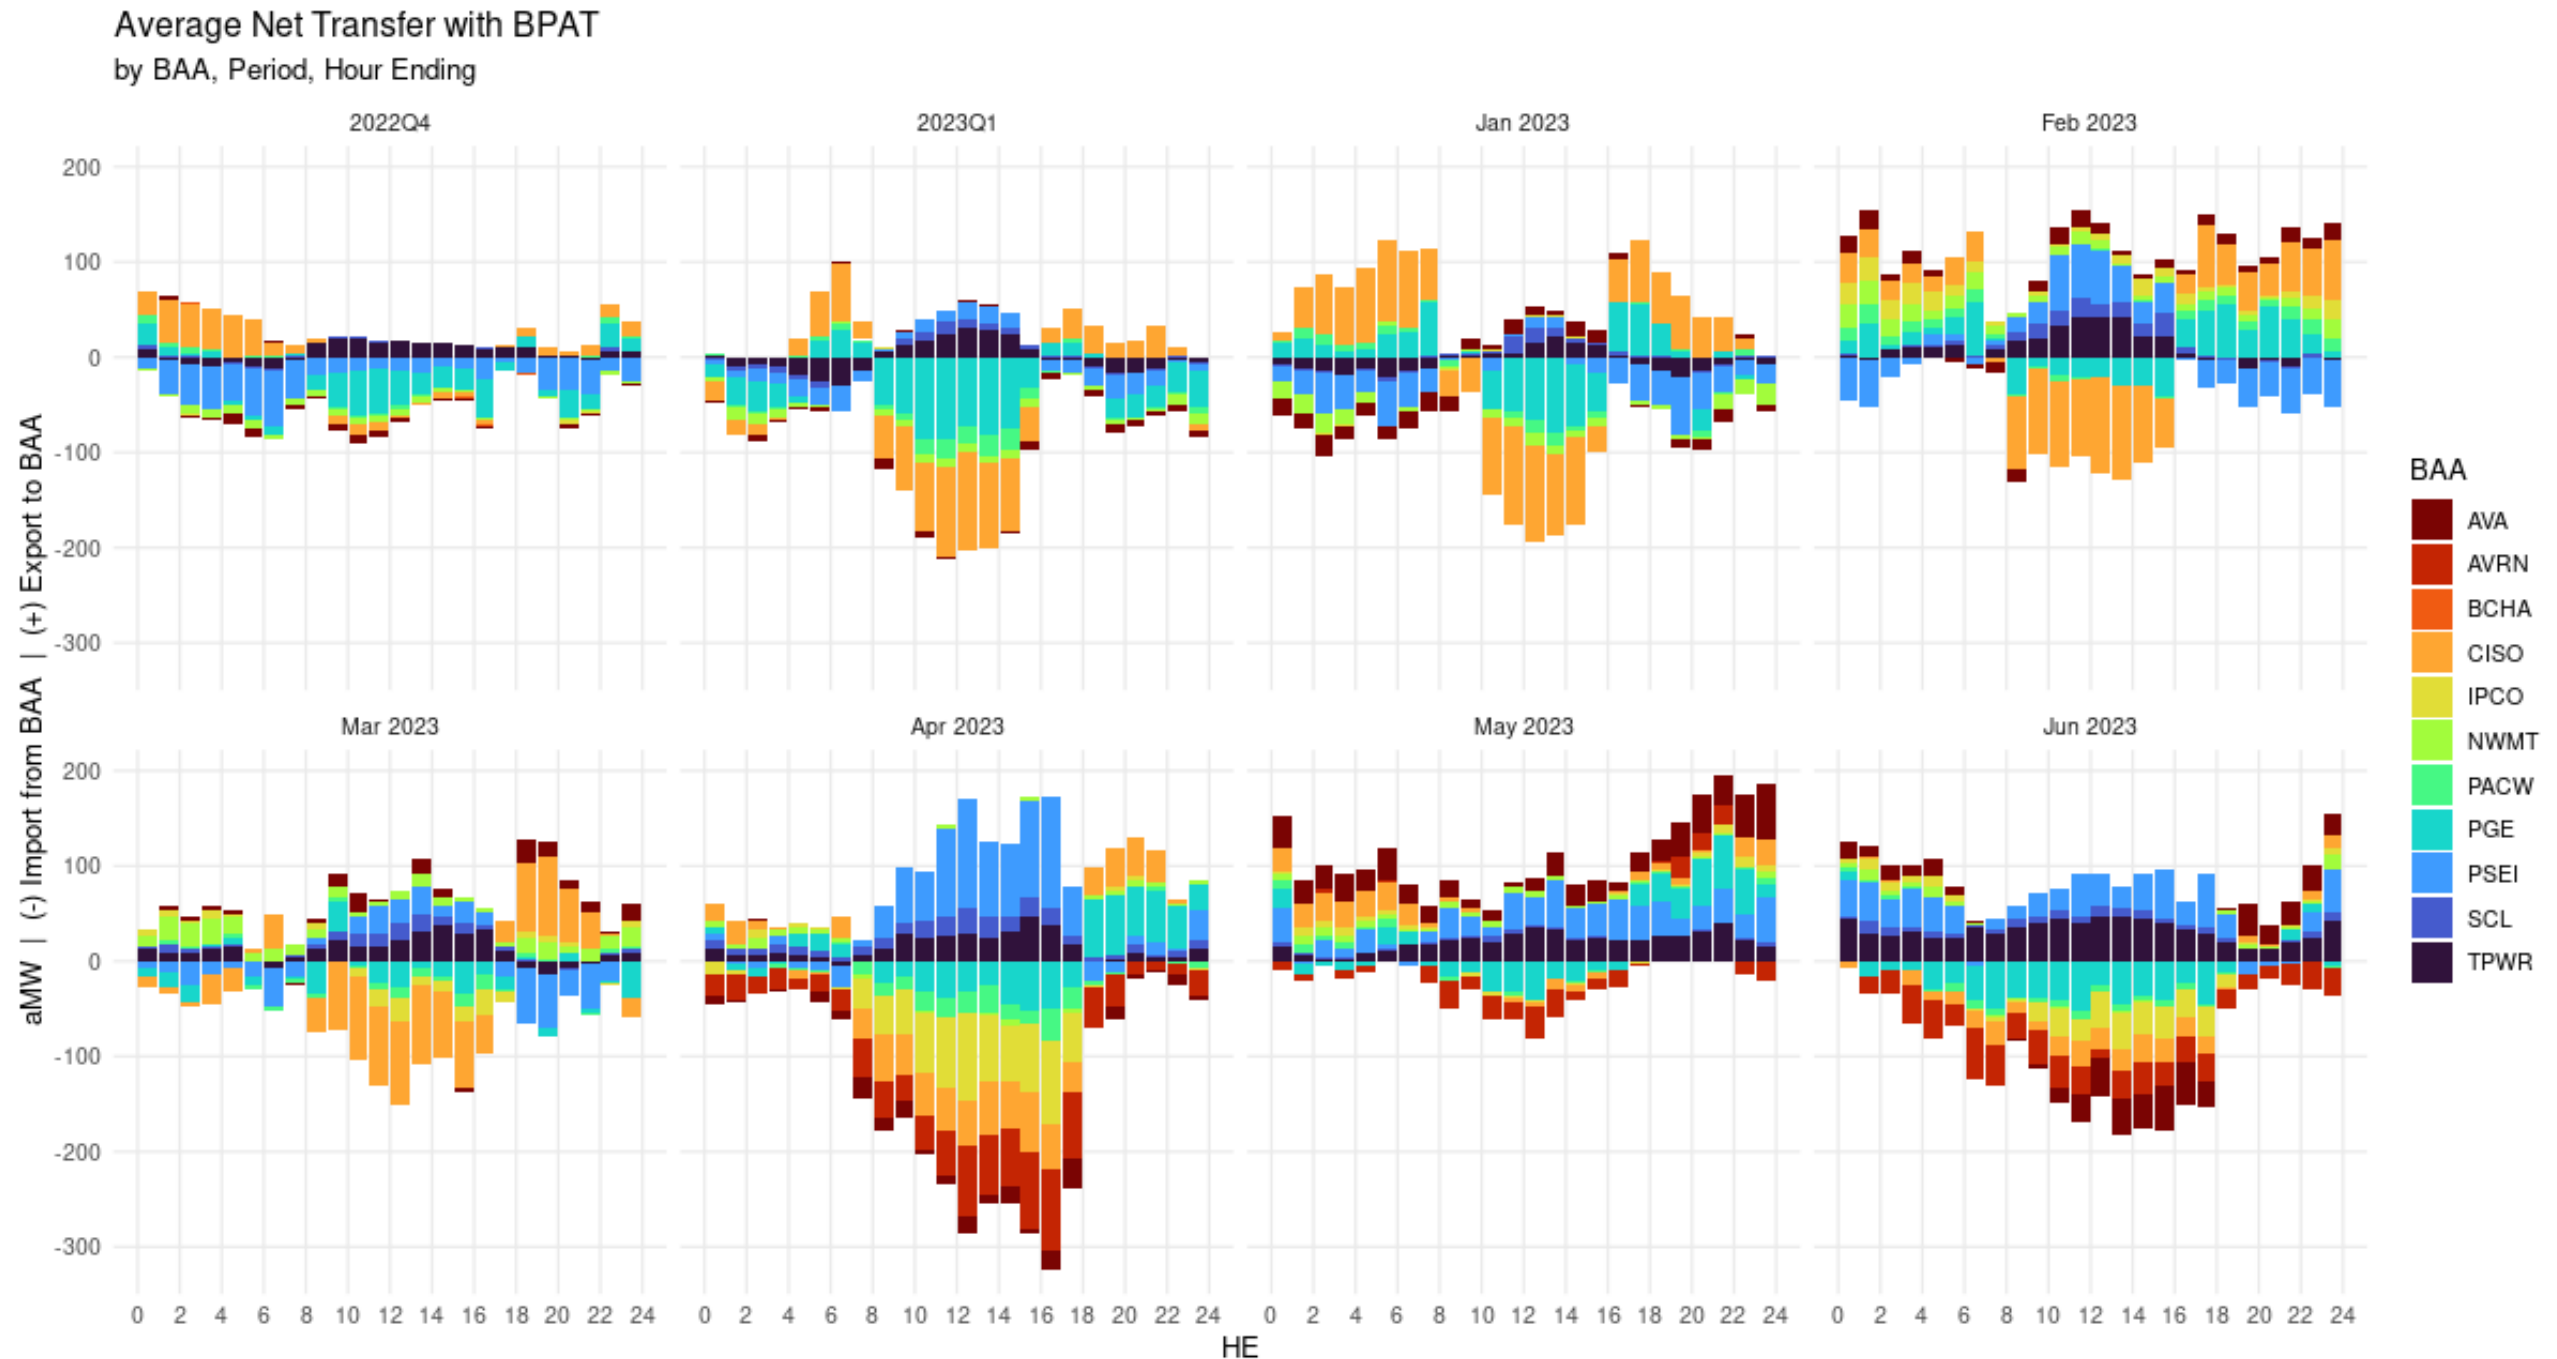 Average Net Transfer with BPAT
by BAA, Period, Hour Ending
2022Q4
2023Q1
Jan 2023
Feb 2023
200
100
0
-100
-200
-300
Mar 2023
Apr 2023
May 2023
Jun 2023
200
100
0
-100
-200
-300
0 2 4 6 8 10 12 14 16 18 20 22 24
0 2 4 6 8 10 12 14 16 18 20 22 24
0 2 4 6 8 10 12 14 16 18 20 22 24
0 2 4 6 8 10 12 14 16 18 20 22 24
HE
aMW | (-) Import from BAA | (+) Export to BAA
BAA
AVA
AVRN
BCHA
CISO
IPCO
NWMT
PACW
PGE
PSEI
SCL
TPWR